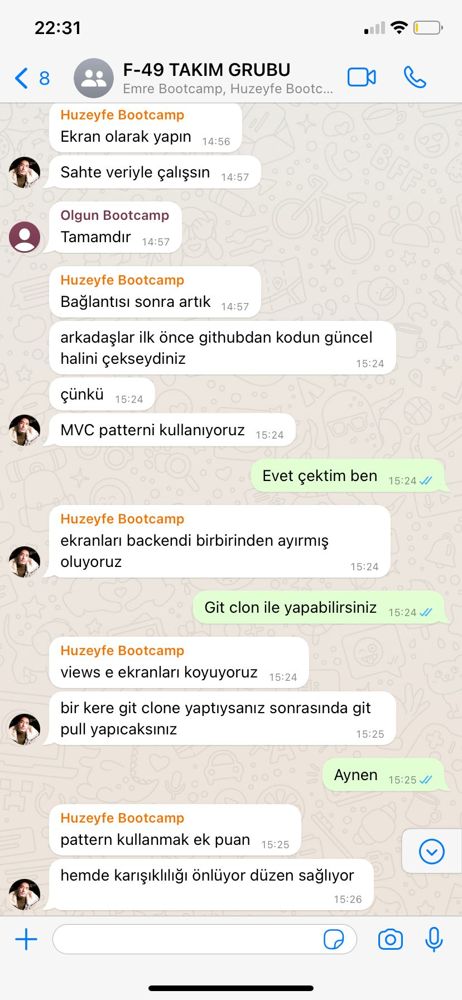 22:31
8
F-49 TAKIM GRUBU
Emre Bootcamp, Huzeyfe Bootc...
Huzeyfe Bootcamp
Ekran olarak yapın 14:56
Sahte veriyle çalışsın 14:57
Olgun Bootcamp
Tamamdır 14:57
Huzeyfe Bootcamp
Bağlantısı sonra artık 14:57
arkadaşlar ilk önce githubdan kodun güncel
halini çekseydiniz 15:24
çünkü 15:24
MVC patterni kullanıyoruz 15:24
Evet çektim ben 15:24
Huzeyfe Bootcamp
ekranları backendi birbirinden ayırmış
oluyoruz 15:24
Git clon ile yapabilirsiniz 15:24
Huzeyfe Bootcamp
views e ekranları koyuyoruz 15:24
bir kere git clone yaptıysanız sonrasında git
pull yapıcaksınız 15:25
Aynen 15:25
Huzeyfe Bootcamp
pattern kullanmak ek puan 15:25
hemde karışıklılığı önlüyor düzen sağlıyor
15:26